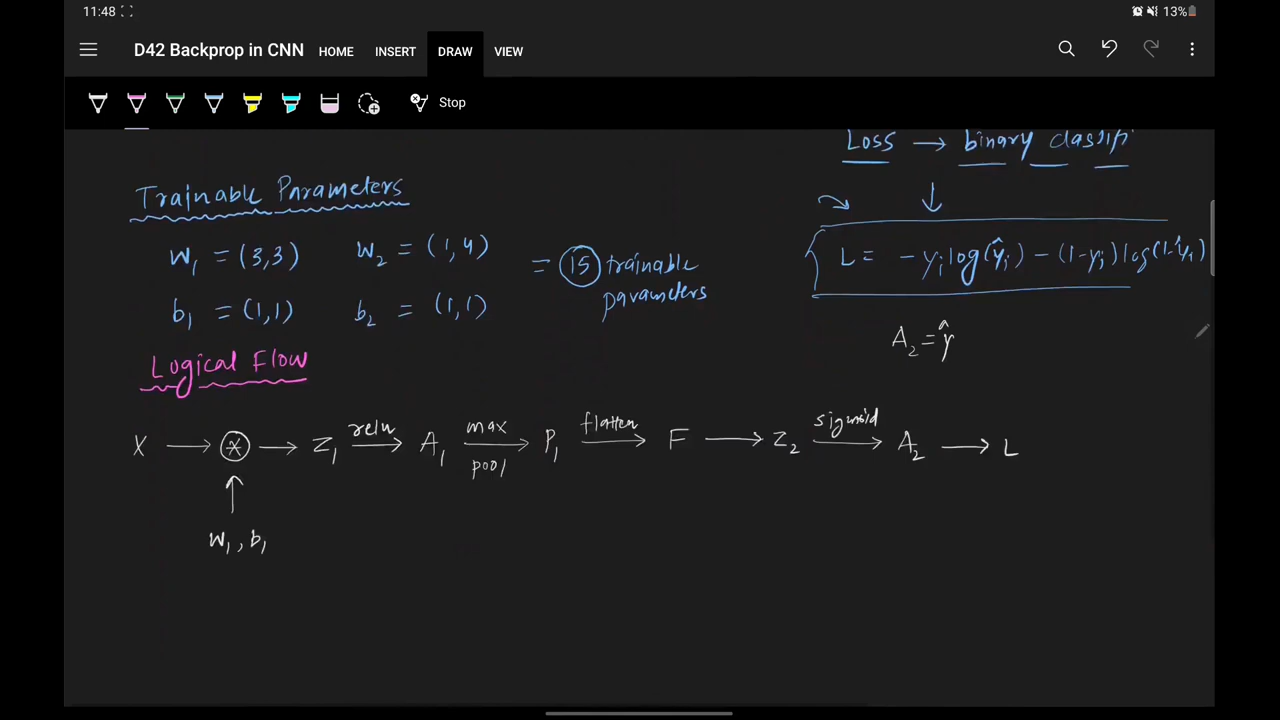 11:48 13%
D42 Backprop in CNN HOME INSERT DRAW VIEW
Stop
Loss → binary classifi
Trainable Parameters
W₁ = (3,3) W₂ = (1,4) = 15 trainable parameters
b₁ = (1,1) b₂ = (1,1)
L = - yᵢ log(ŷᵢ) - (1-yᵢ) log(1-ŷᵢ)
A₂ = ŷ
Logical Flow
X → ⊛ → Z₁ relu → A₁ max pool → P₁ flatten → F → Z₂ sigmoid → A₂ → L
W₁, b₁